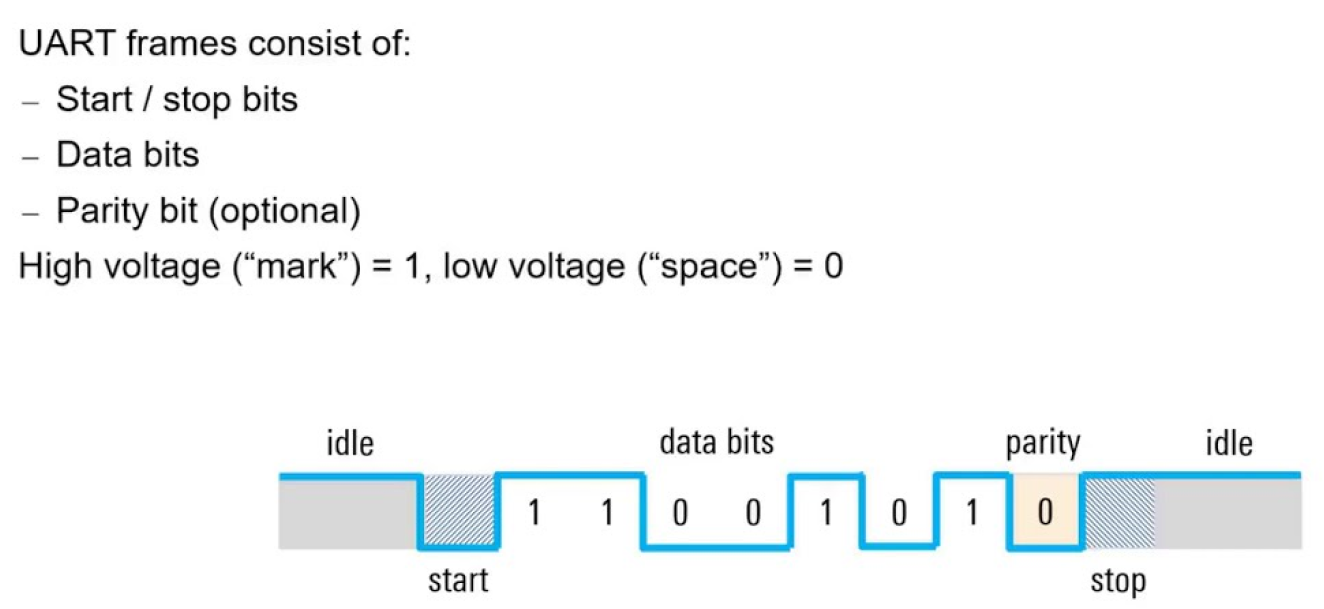 UART frames consist of:
– Start / stop bits
– Data bits
– Parity bit (optional)
High voltage (“mark”) = 1, low voltage (“space”) = 0
idle data bits parity idle
1 1 0 0 1 0 1 0
start stop